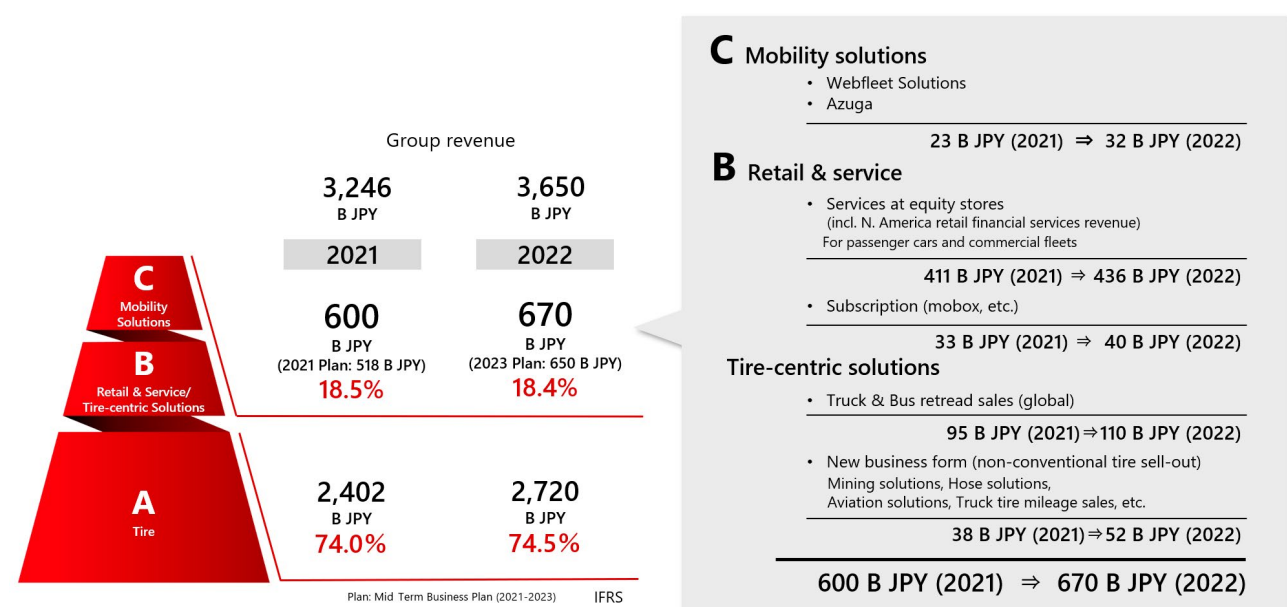 Group revenue
3,246
B JPY
3,650
B JPY
2021
2022
C
Mobility
Solutions
B
Retail & Service/
Tire-centric Solutions
600
B JPY
(2021 Plan: 518 B JPY)
18.5%
670
B JPY
(2023 Plan: 650 B JPY)
18.4%
A
Tire
2,402
B JPY
74.0%
2,720
B JPY
74.5%
Plan: Mid Term Business Plan (2021-2023)
IFRS
C Mobility solutions
• Webfleet Solutions
• Azuga
23 B JPY (2021) ⇒ 32 B JPY (2022)
B Retail & service
• Services at equity stores
(incl. N. America retail financial services revenue)
For passenger cars and commercial fleets
411 B JPY (2021) ⇒ 436 B JPY (2022)
• Subscription (mobox, etc.)
33 B JPY (2021) ⇒ 40 B JPY (2022)
Tire-centric solutions
• Truck & Bus retread sales (global)
95 B JPY (2021)⇒110 B JPY (2022)
• New business form (non-conventional tire sell-out)
Mining solutions, Hose solutions,
Aviation solutions, Truck tire mileage sales, etc.
38 B JPY (2021)⇒52 B JPY (2022)
600 B JPY (2021) ⇒ 670 B JPY (2022)